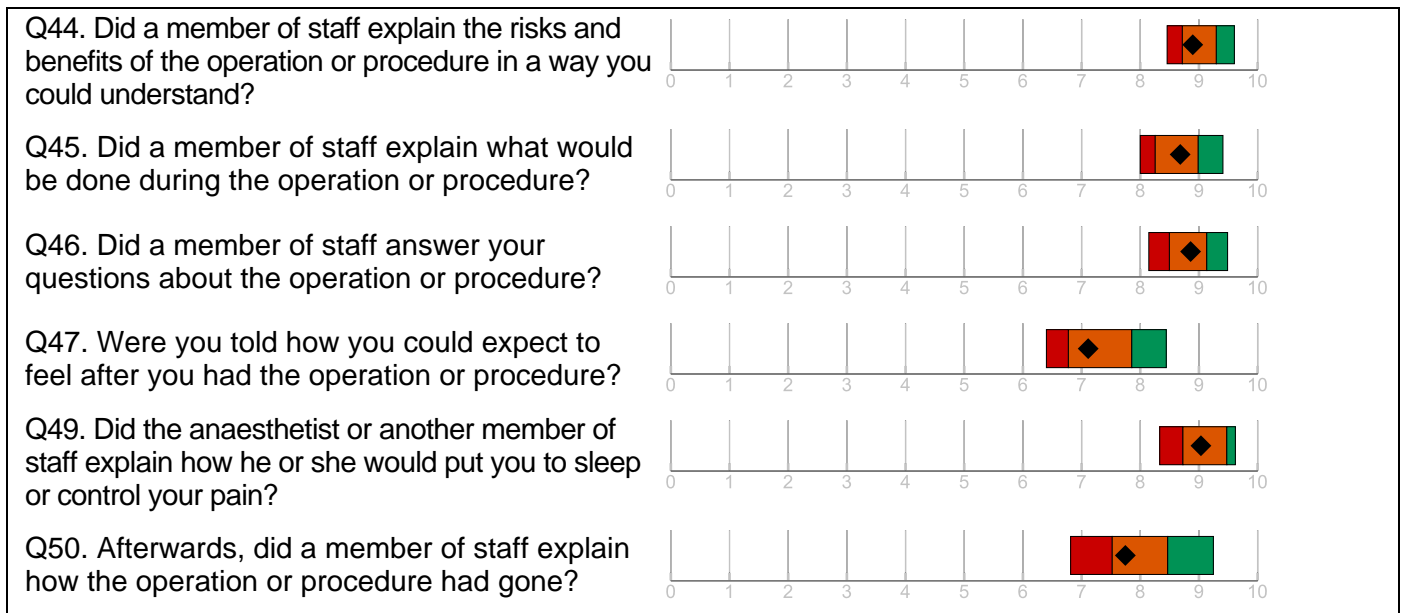 Q44. Did a member of staff explain the risks and
benefits of the operation or procedure in a way you
could understand?
0 1 2 3 4 5 6 7 8 9 10
Q45. Did a member of staff explain what would
be done during the operation or procedure?
0 1 2 3 4 5 6 7 8 9 10
Q46. Did a member of staff answer your
questions about the operation or procedure?
0 1 2 3 4 5 6 7 8 9 10
Q47. Were you told how you could expect to
feel after you had the operation or procedure?
0 1 2 3 4 5 6 7 8 9 10
Q49. Did the anaesthetist or another member of
staff explain how he or she would put you to sleep
or control your pain?
0 1 2 3 4 5 6 7 8 9 10
Q50. Afterwards, did a member of staff explain
how the operation or procedure had gone?
0 1 2 3 4 5 6 7 8 9 10